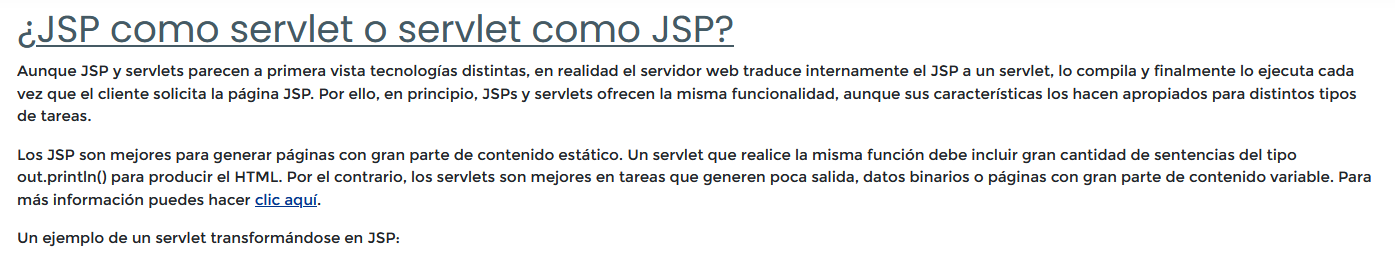 ¿JSP como servlet o servlet como JSP?
Aunque JSP y servlets parecen a primera vista tecnologías distintas, en realidad el servidor web traduce internamente el JSP a un servlet, lo compila y finalmente lo ejecuta cada
vez que el cliente solicita la página JSP. Por ello, en principio, JSPs y servlets ofrecen la misma funcionalidad, aunque sus características los hacen apropiados para distintos tipos
de tareas.
Los JSP son mejores para generar páginas con gran parte de contenido estático. Un servlet que realice la misma función debe incluir gran cantidad de sentencias del tipo
out.println() para producir el HTML. Por el contrario, los servlets son mejores en tareas que generen poca salida, datos binarios o páginas con gran parte de contenido variable. Para
más información puedes hacer clic aquí.
Un ejemplo de un servlet transformándose en JSP: